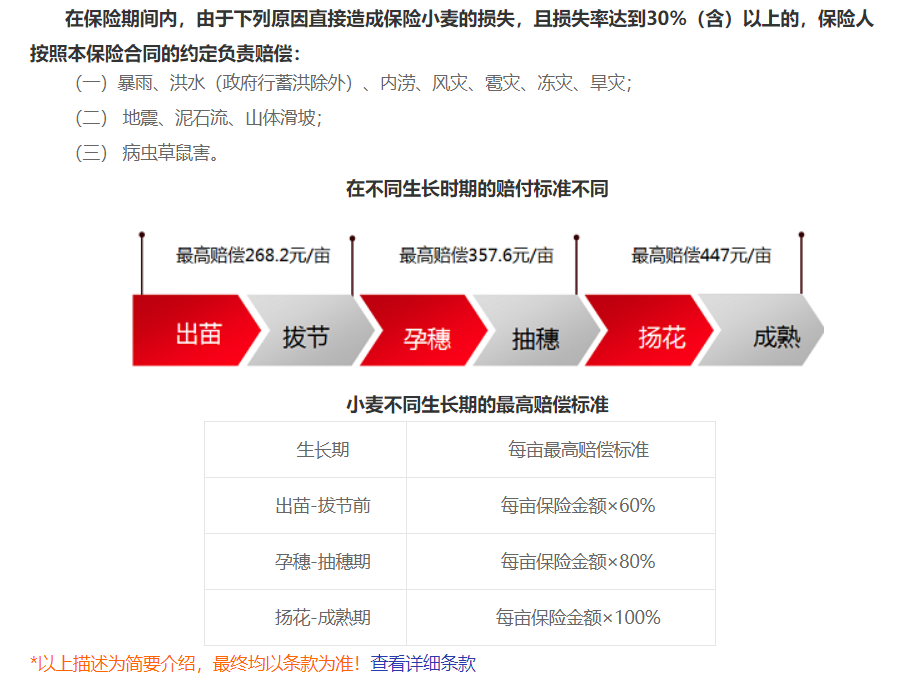 在保险期间内，由于下列原因直接造成保险小麦的损失，且损失率达到30%（含）以上的，保险人
按照本保险合同的约定负责赔偿：
（一）暴雨、洪水（政府行蓄洪除外）、内涝、风灾、雹灾、冻灾、旱灾；
（二） 地震、泥石流、山体滑坡；
（三） 病虫草鼠害。
在不同生长时期的赔付标准不同
最高赔偿268.2元/亩 最高赔偿357.6元/亩 最高赔偿447元/亩
出苗 拔节 孕穗 抽穗 扬花 成熟
小麦不同生长期的最高赔偿标准
生长期 每亩最高赔偿标准
出苗-拔节前 每亩保险金额×60%
孕穗-抽穗期 每亩保险金额×80%
扬花-成熟期 每亩保险金额×100%
*以上描述为简要介绍，最终均以条款为准！查看详细条款